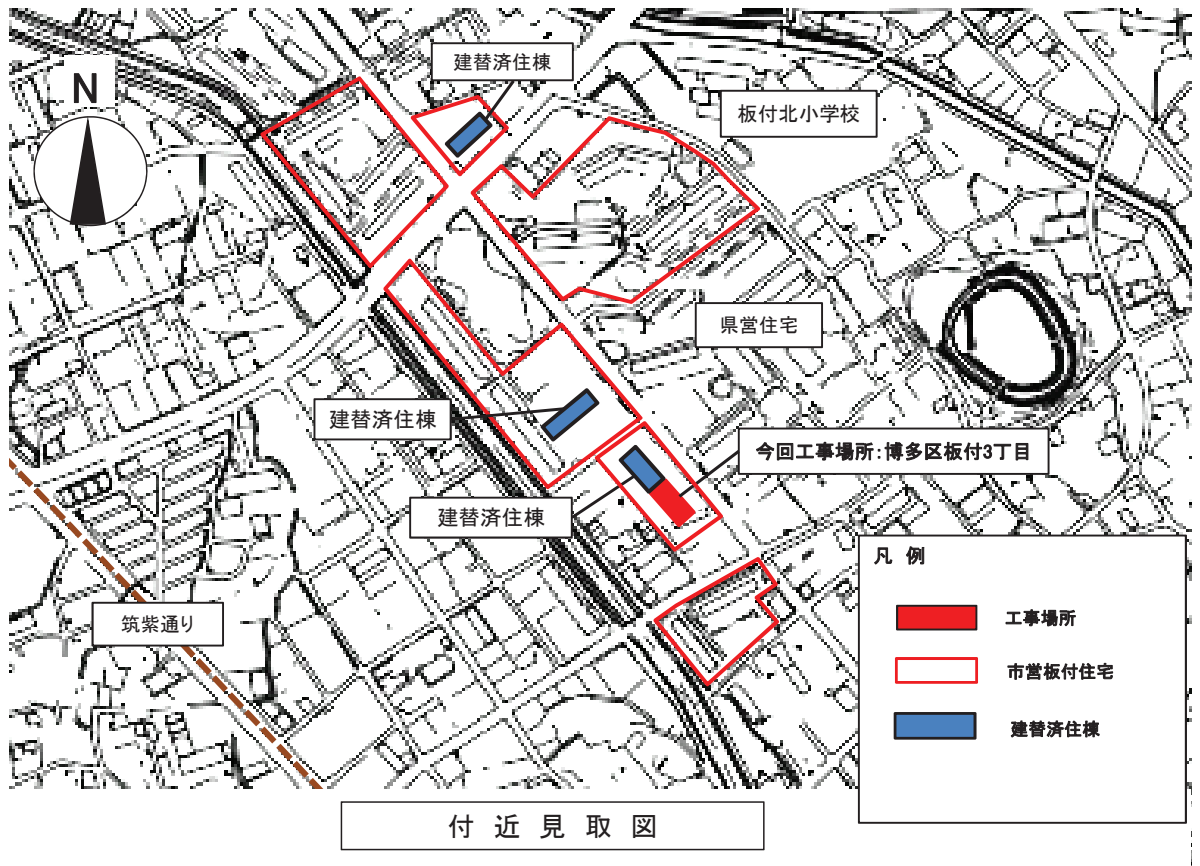 建替済住棟
N
板付北小学校
県営住宅
建替済住棟
今回工事場所:博多区板付3丁目
建替済住棟
凡 例
工事場所
筑紫通り
市営板付住宅
建替済住棟
付近見取図